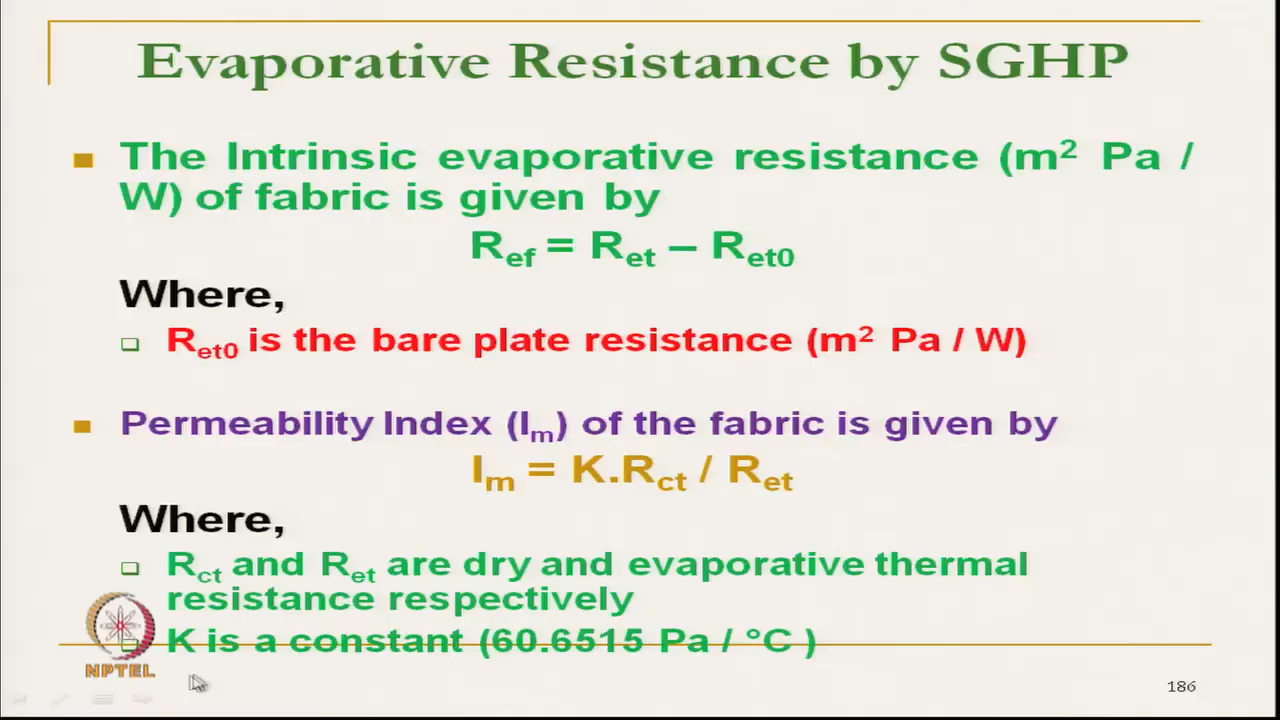 Evaporative Resistance by SGHP
The Intrinsic evaporative resistance (m² Pa /
W) of fabric is given by
Ref = Ret – Ret0
Where,
Ret0 is the bare plate resistance (m² Pa / W)
Permeability Index (Im) of the fabric is given by
Im = K.Rct / Ret
Where,
Rct and Ret are dry and evaporative thermal
resistance respectively
K is a constant (60.6515 Pa / °C )
NPTEL
186